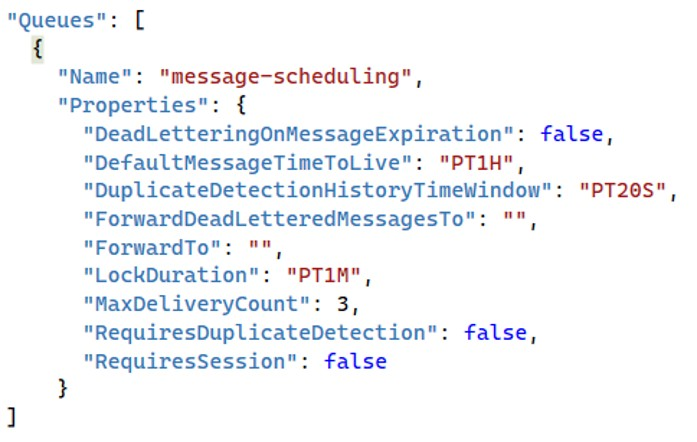 "Queues": [
{
"Name": "message-scheduling",
"Properties": {
"DeadLetteringOnMessageExpiration": false,
"DefaultMessageTimeToLive": "PT1H",
"DuplicateDetectionHistoryTimeWindow": "PT20S",
"ForwardDeadLetteredMessagesTo": "",
"ForwardTo": "",
"LockDuration": "PT1M",
"MaxDeliveryCount": 3,
"RequiresDuplicateDetection": false,
"RequiresSession": false
}
]